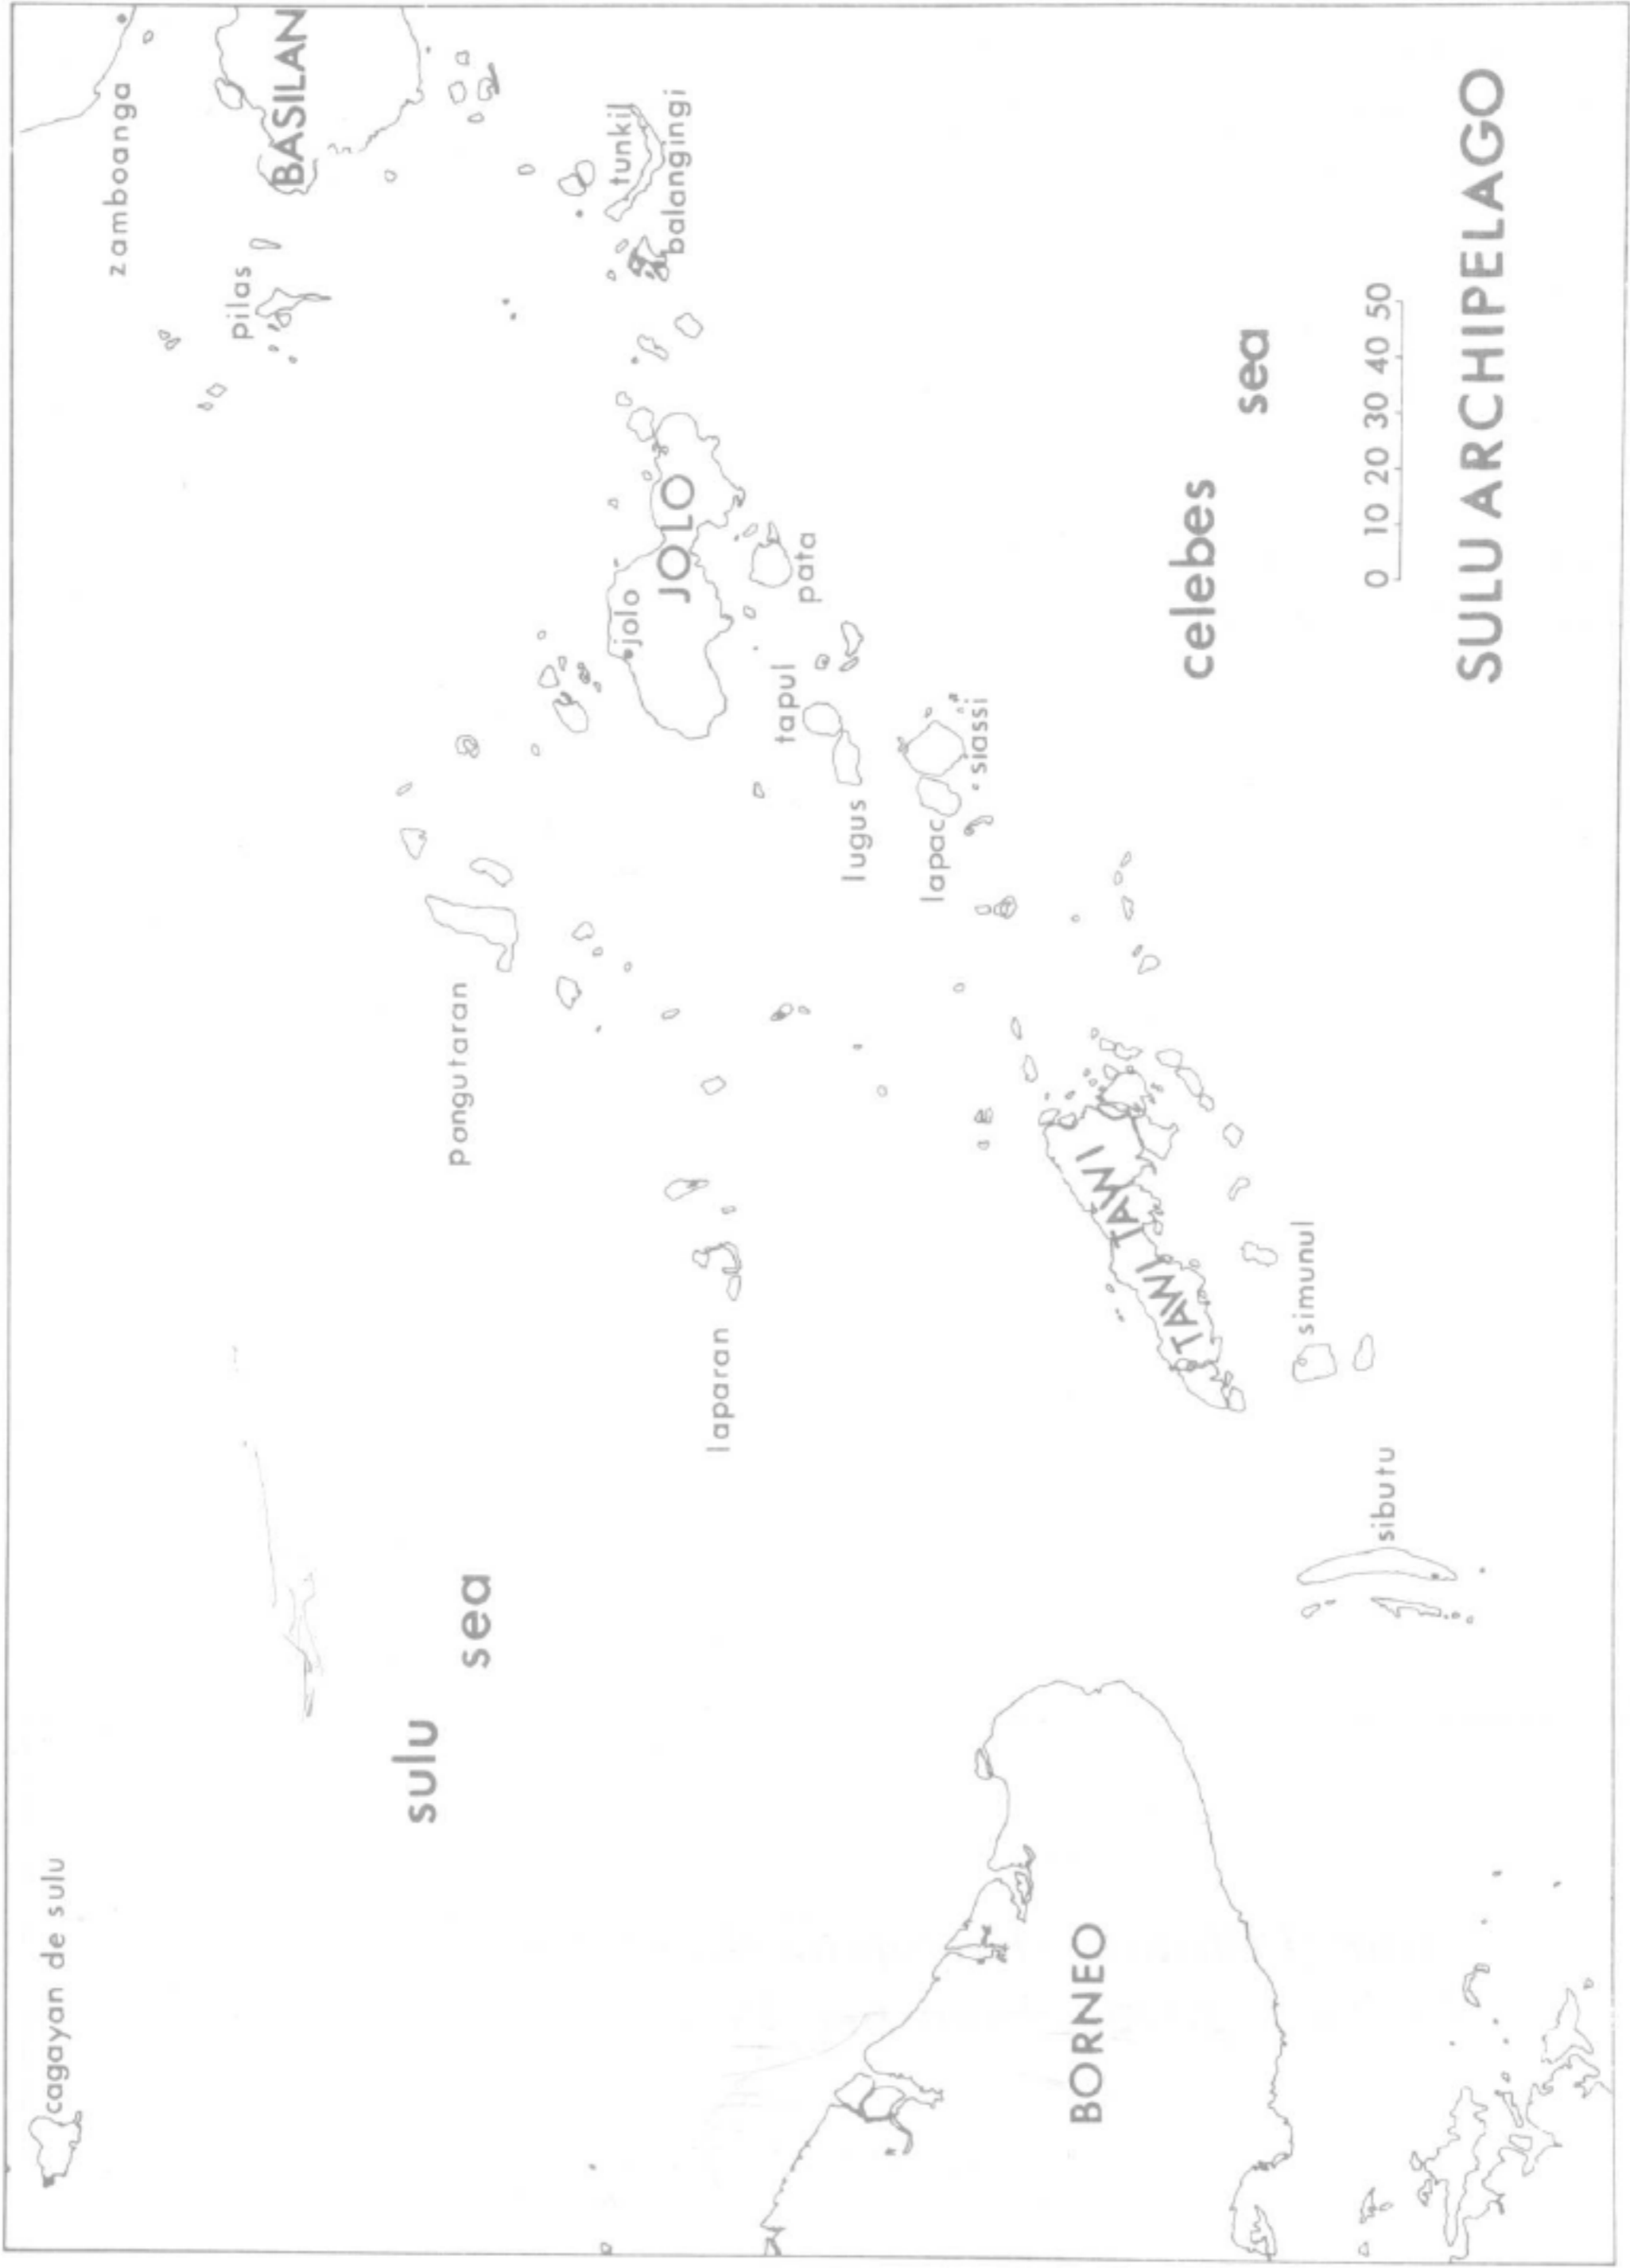 cagayan de sulu
zamboanga
pilas
BASILAN
sulu
sea
pangutaran
tunkil
balangingi
jolo
JOLO
laparan
tapul
pata
lugus
lapac
siassi
BORNEO
TAWI TAWI
celebes
sea
simunul
sibutu
0 10 20 30 40 50
SULU ARCHIPELAGO